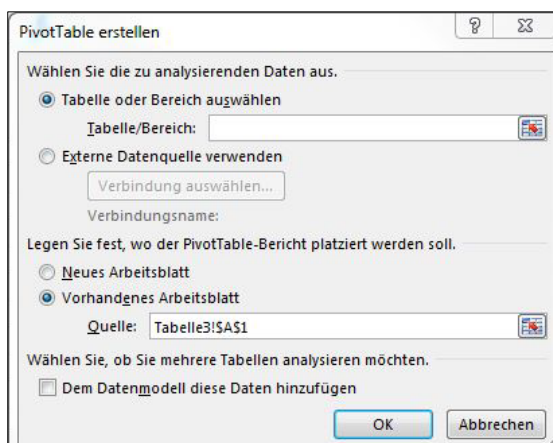 PivotTable erstellen
Wählen Sie die zu analysierenden Daten aus.
Tabelle oder Bereich auswählen
Tabelle/Bereich:
Externe Datenquelle verwenden
Verbindung auswählen...
Verbindungsname:
Legen Sie fest, wo der PivotTable-Bericht platziert werden soll.
Neues Arbeitsblatt
Vorhandenes Arbeitsblatt
Quelle: Tabelle3!$A$1
Wählen Sie, ob Sie mehrere Tabellen analysieren möchten.
Dem Datenmodell diese Daten hinzufügen
OK Abbrechen